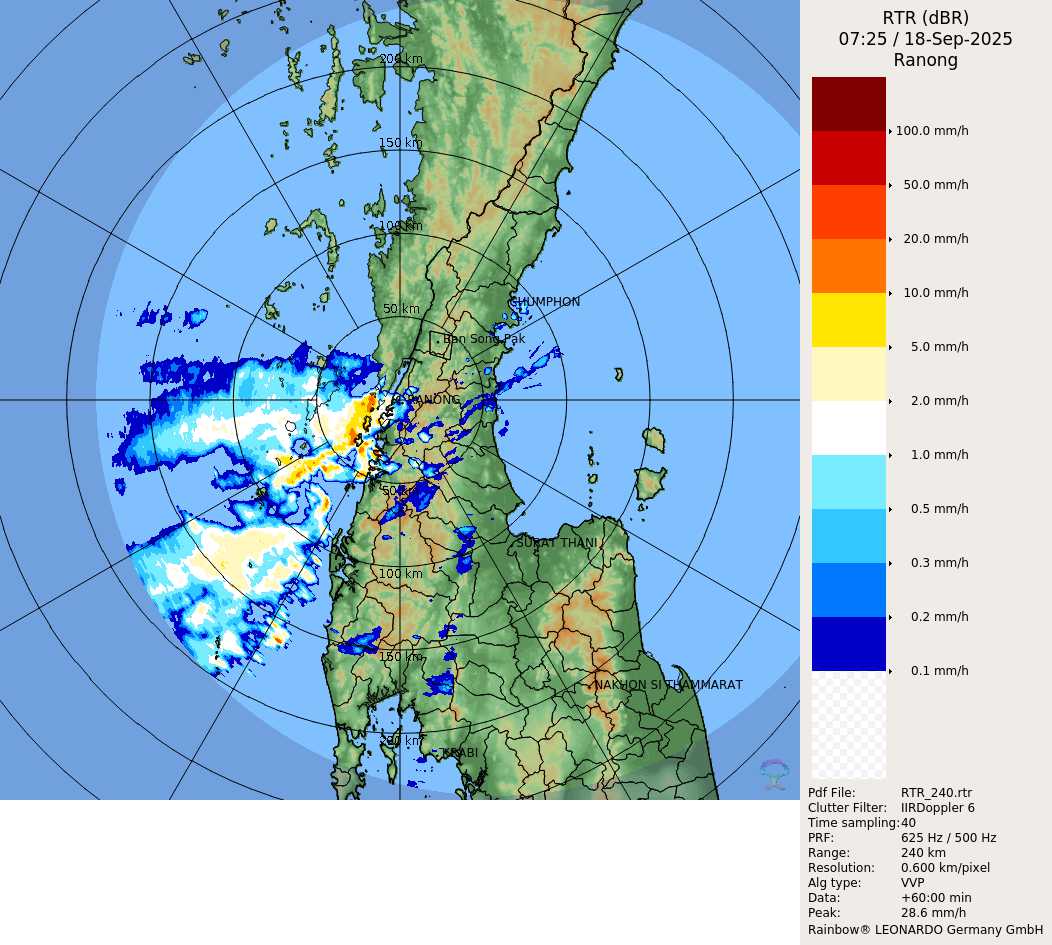 RTR (dBR)
07:25 / 18-Sep-2025
Ranong
100.0 mm/h
50.0 mm/h
20.0 mm/h
10.0 mm/h
5.0 mm/h
2.0 mm/h
1.0 mm/h
0.5 mm/h
0.3 mm/h
0.2 mm/h
0.1 mm/h
Pdf File: RTR_240.rtr
Clutter Filter: IIRDoppler 6
Time sampling:40
PRF: 625 Hz / 500 Hz
Range: 240 km
Resolution: 0.600 km/pixel
Alg type: VVP
Data: +60:00 min
Peak: 28.6 mm/h
Rainbow® LEONARDO Germany GmbH
200 km
150 km
100 km
CHUMPHON
50 km
Ban Song Pak
RANONG
50 km
SURAT THANI
100 km
150 km
NAKHON SI THAMMARAT
200 km
KRABI